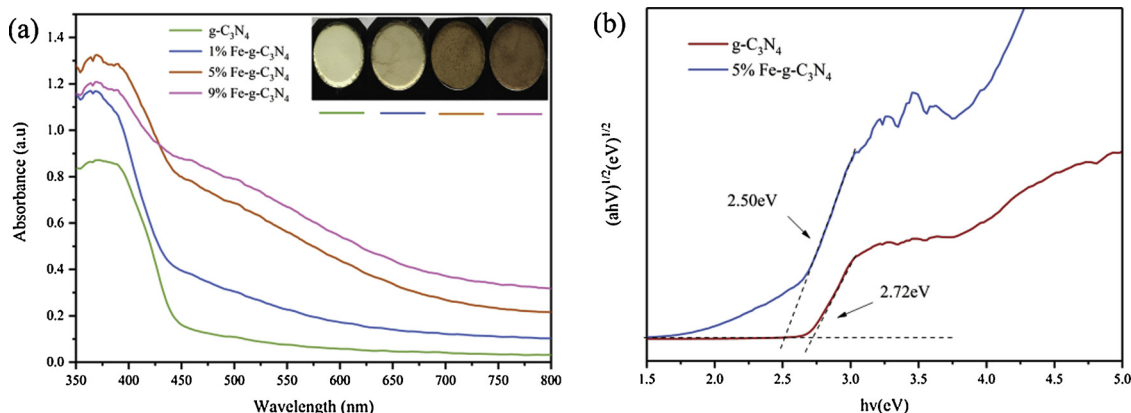 (a)
g-C₃N₄
1% Fe-g-C₃N₄
5% Fe-g-C₃N₄
9% Fe-g-C₃N₄
1.4
1.2
1.0
0.8
0.6
0.4
0.2
0.0
Absorbance (a.u)
350 400 450 500 550 600 650 700 750 800
Wavelength (nm)
(b)
g-C₃N₄
5% Fe-g-C₃N₄
(ahV)^1/2(eV)^1/2
2.50eV
2.72eV
1.5 2.0 2.5 3.0 3.5 4.0 4.5 5.0
hv(eV)